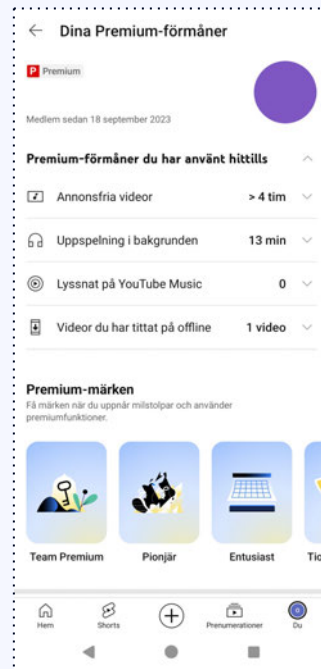 Dina Premium-förmåner
P Premium
Medlem sedan 18 september 2023
Premium-förmåner du har använt hittills
Annonsfria videor > 4 tim
Uppspelning i bakgrunden 13 min
Lyssnat på YouTube Music 0
Videor du har tittat på offline 1 video
Premium-märken
Få märken när du uppnår milstolpar och använder
premiumfunktioner.
Team Premium Pionjär Entusiast Tio
Hem Shorts Prenumerationer Du